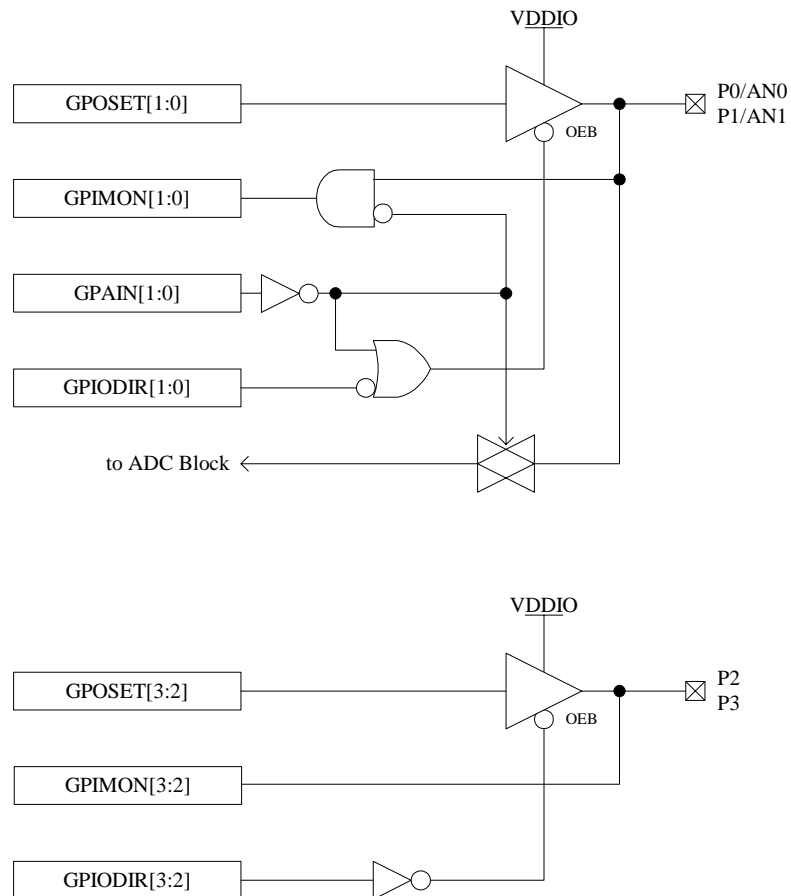 VDDIO
GPOSET[1:0]
P0/AN0
P1/AN1
OEB
GPIMON[1:0]
GPAIN[1:0]
GPIODIR[1:0]
to ADC Block
VDDIO
GPOSET[3:2]
P2
P3
OEB
GPIMON[3:2]
GPIODIR[3:2]